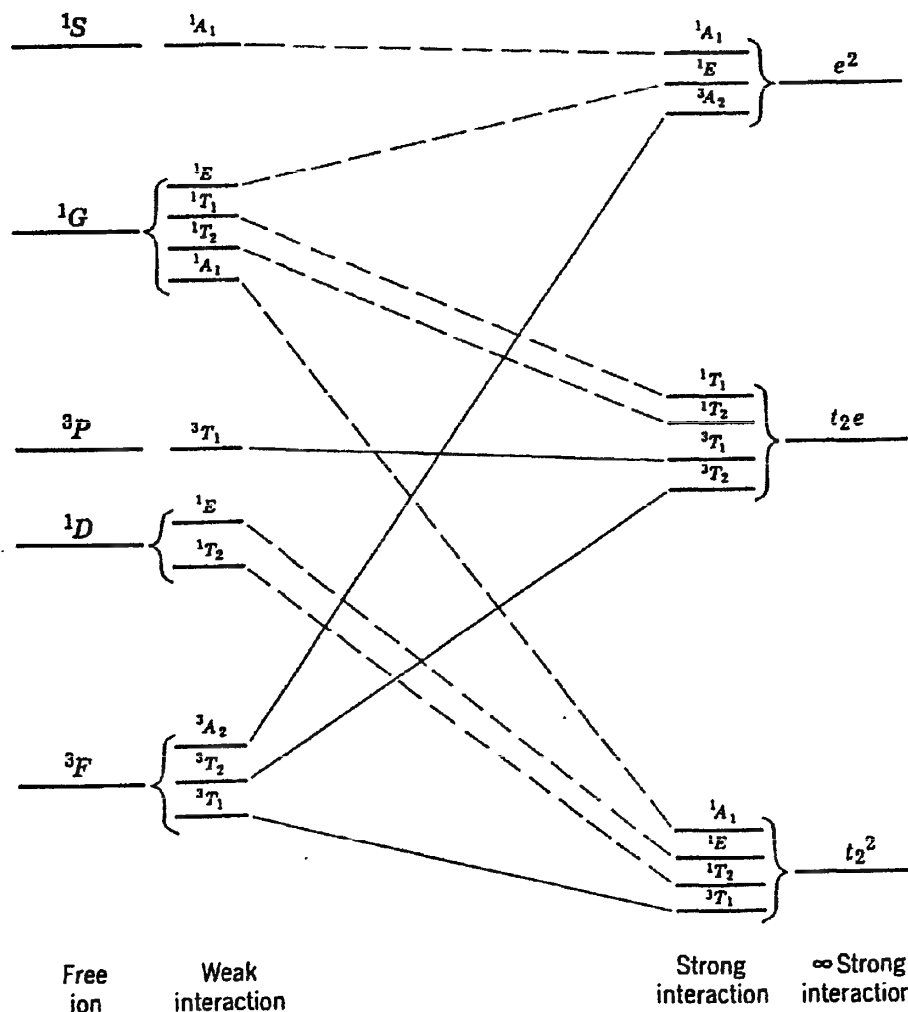 ¹S
¹A₁
¹A₁
¹E
e²
³A₂
¹E
¹T₁
¹G
¹T₂
¹A₁
¹T₁
¹T₂
t₂e
³P
³T₁
³T₁
³T₂
¹E
¹D
¹T₂
³A₂
³F
³T₂
³T₁
¹A₁
¹E
t₂²
¹T₂
³T₁
Free ion
Weak interaction
Strong interaction
∞ Strong interaction